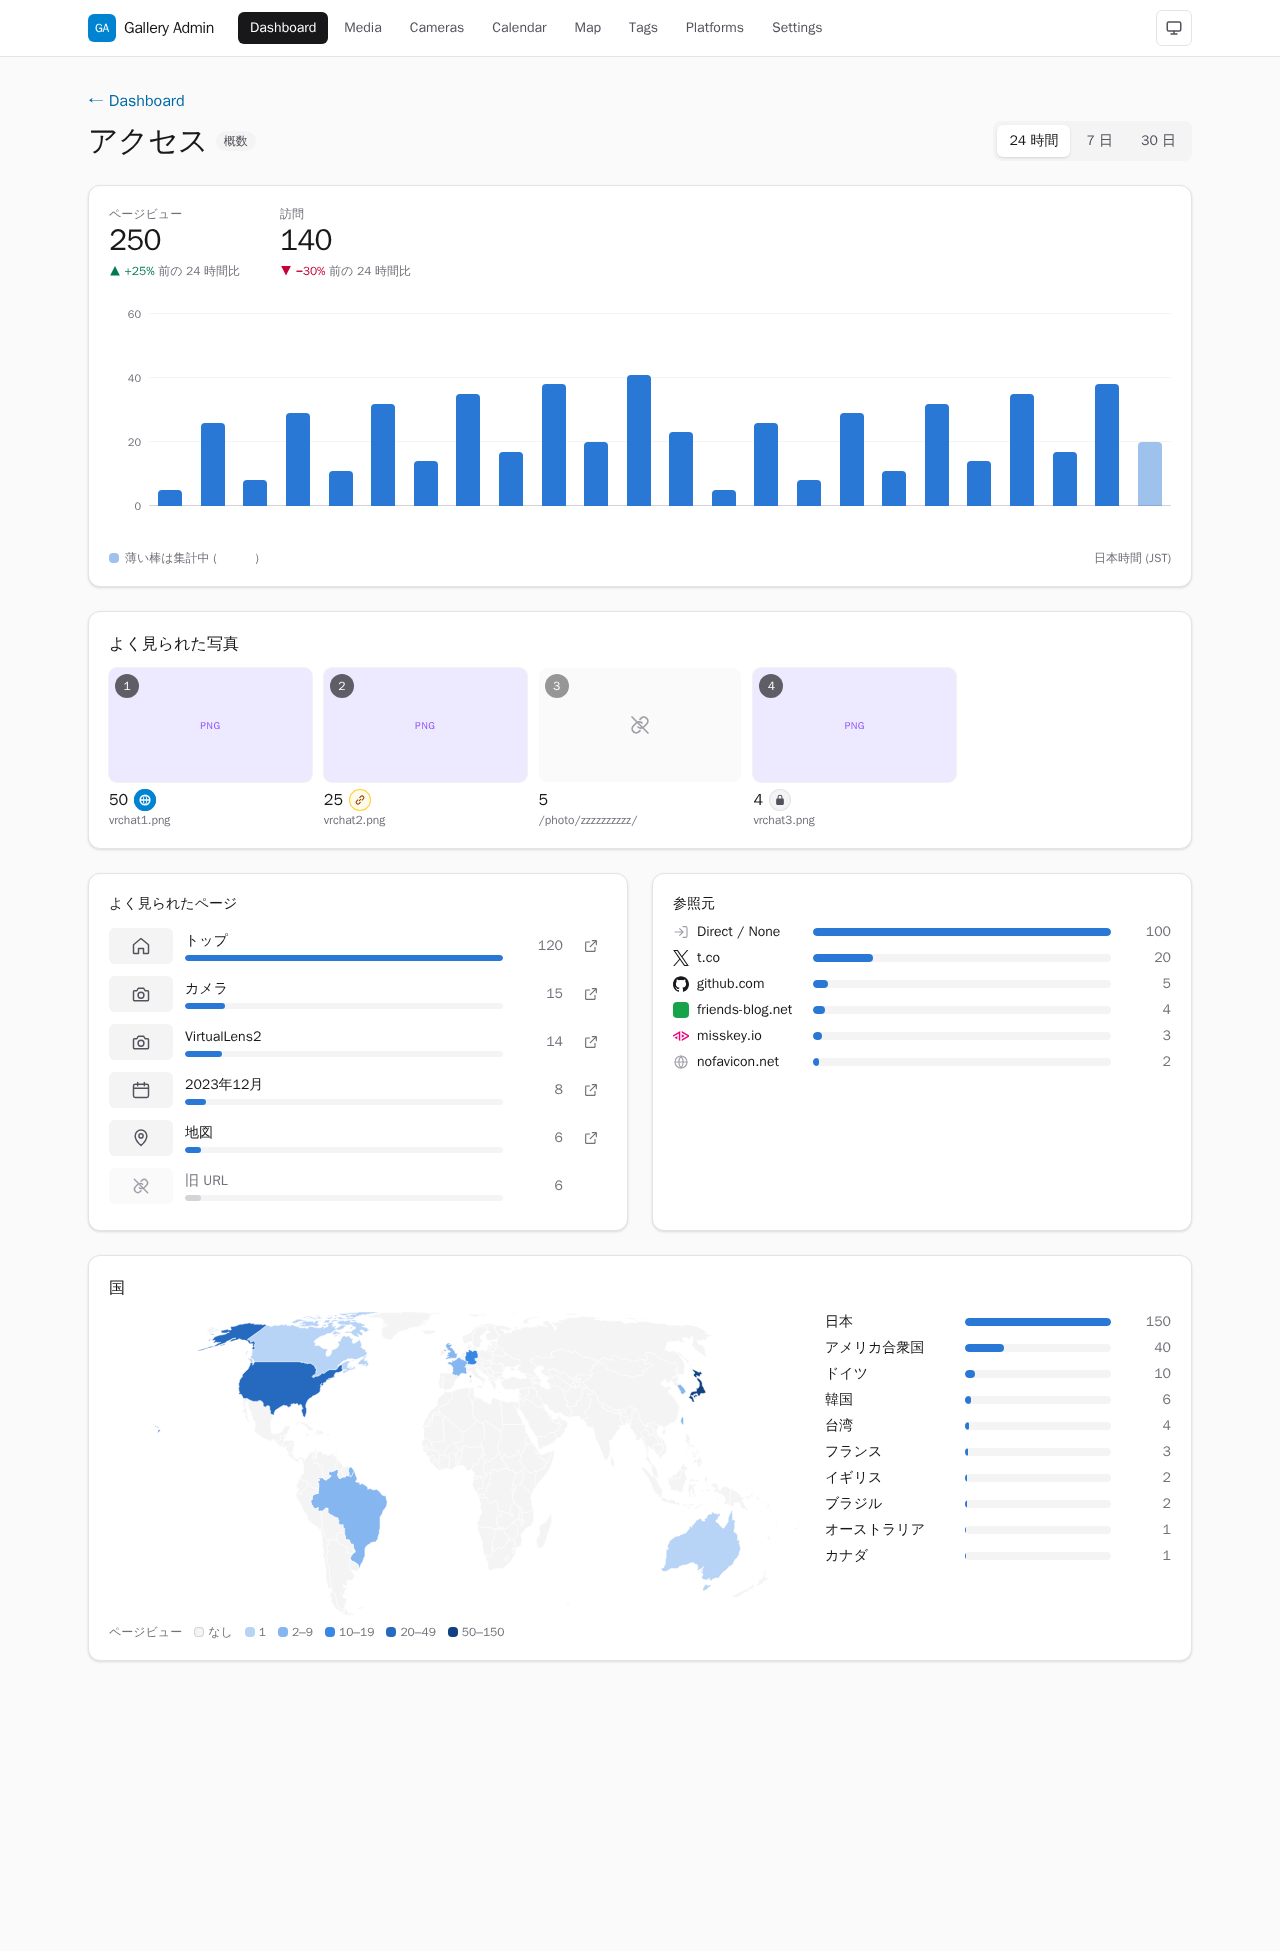 GA Gallery Admin Dashboard Media Cameras Calendar Map Tags Platforms Settings
← Dashboard
アクセス 概数 24 時間 7 日 30 日
ページビュー 訪問
250 140
▲ +25% 前の 24 時間比 ▼ −30% 前の 24 時間比
60
40
20
0
薄い棒は集計中 ( ) 日本時間 (JST)
よく見られた写真
1 2 3 4
PNG PNG PNG
50 25 5 4
vrchat1.png vrchat2.png /photo/zzzzzzzzzz/ vrchat3.png
よく見られたページ
トップ 120
カメラ 15
VirtualLens2 14
2023年12月 8
地図 6
旧 URL 6
参照元
Direct / None 100
t.co 20
github.com 5
friends-blog.net 4
misskey.io 3
nofavicon.net 2
国
日本 150
アメリカ合衆国 40
ドイツ 10
韓国 6
台湾 4
フランス 3
イギリス 2
ブラジル 2
オーストラリア 1
カナダ 1
ページビュー なし 1 2–9 10–19 20–49 50–150